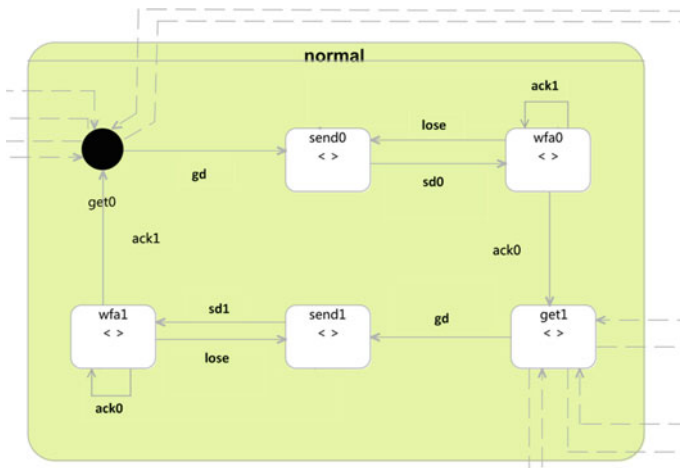 normal
ack1
send0
< >
lose
wfa0
< >
gd
sd0
get0
ack1
ack0
wfa1
< >
sd1
send1
< >
gd
get1
< >
lose
ack0